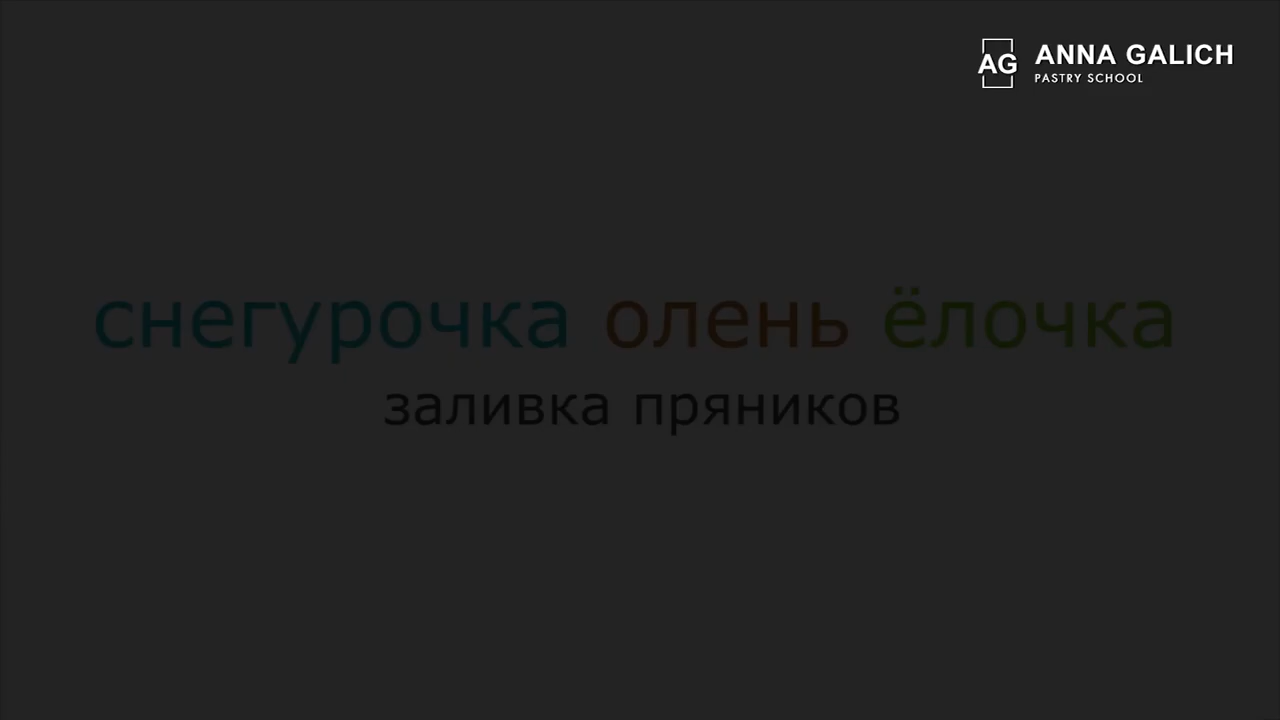 AG
ANNA GALICH
PASTRY SCHOOL
снегурочка олень ёлочка
заливка пряников